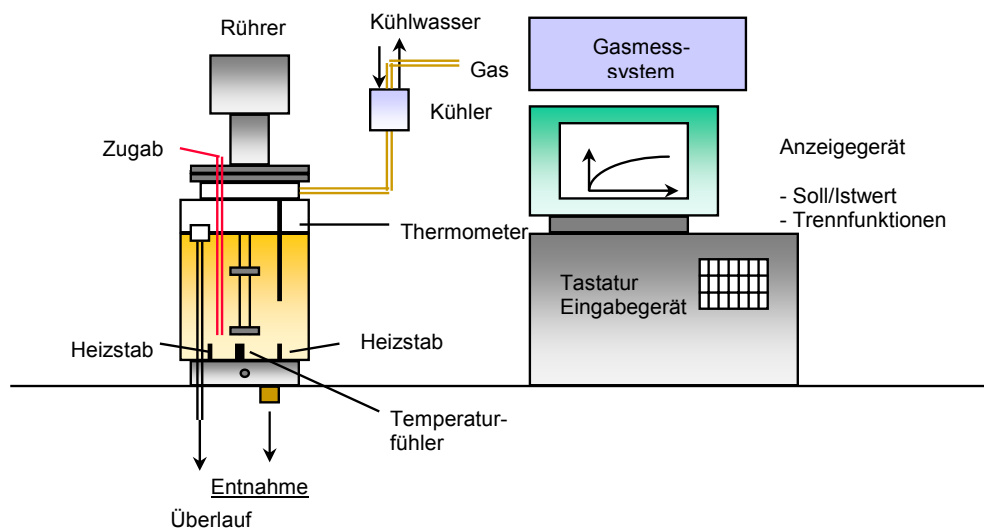 Kühlwasser
Rührer
Gasmess-
system
Gas
Kühler
Zugab
Anzeigegerät
- Soll/Istwert
- Trennfunktionen
Thermometer
Tastatur
Eingabegerät
Heizstab
Heizstab
Temperatur-
fühler
Entnahme
Überlauf